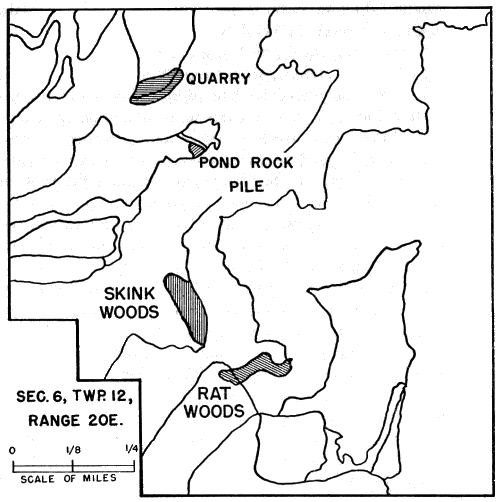 QUARRY
POND ROCK
PILE
SKINK
WOODS
RAT
WOODS
SEC. 6, TWP. 12,
RANGE 20E.
0 1/8 1/4
SCALE OF MILES